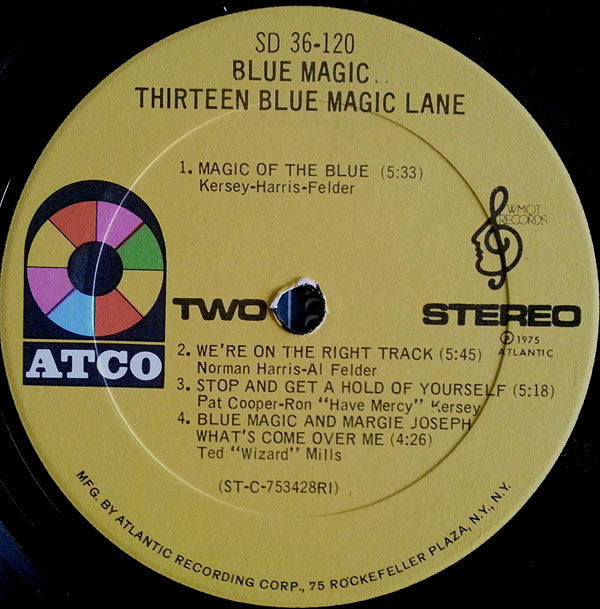 SD 36-120
BLUE MAGIC
THIRTEEN BLUE MAGIC LANE
1. MAGIC OF THE BLUE (5:33)
Kersey-Harris-Felder
WMOT
RECORDS
TWO
STEREO
Ⓟ1975
ATLANTIC
ATCO
2. WE'RE ON THE RIGHT TRACK (5:45)
Norman Harris-Al Felder
3. STOP AND GET A HOLD OF YOURSELF (5:18)
Pat Cooper-Ron "Have Mercy" Kersey
4. BLUE MAGIC AND MARGIE JOSEPH
WHAT'S COME OVER ME (4:26)
Ted "Wizard" Mills
(ST-C-753428RI)
MFG. BY ATLANTIC RECORDING CORP., 75 ROCKEFELLER PLAZA, N.Y., N.Y.